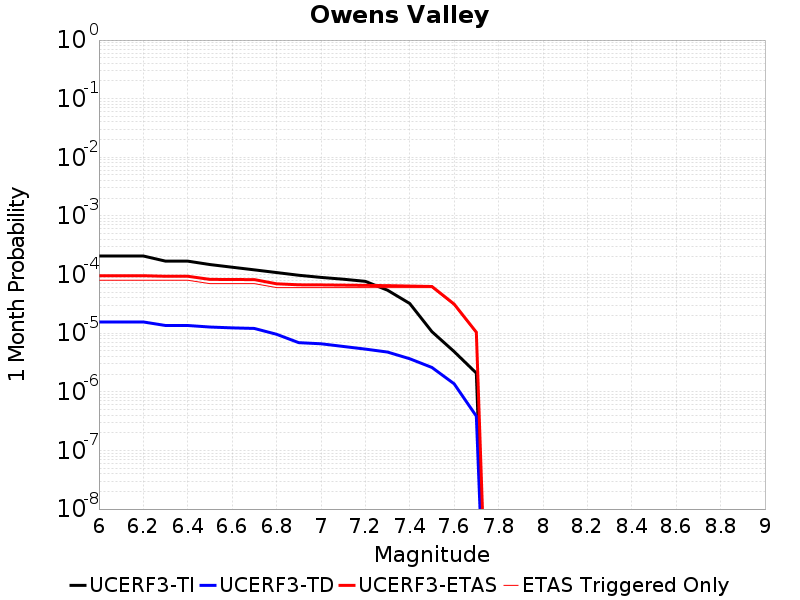 Owens Valley
10^0
10^-1
10^-2
10^-3
10^-4
10^-5
10^-6
10^-7
10^-8
1 Month Probability
6 6.2 6.4 6.6 6.8 7 7.2 7.4 7.6 7.8 8 8.2 8.4 8.6 8.8 9
Magnitude
UCERF3-TI UCERF3-TD UCERF3-ETAS ETAS Triggered Only